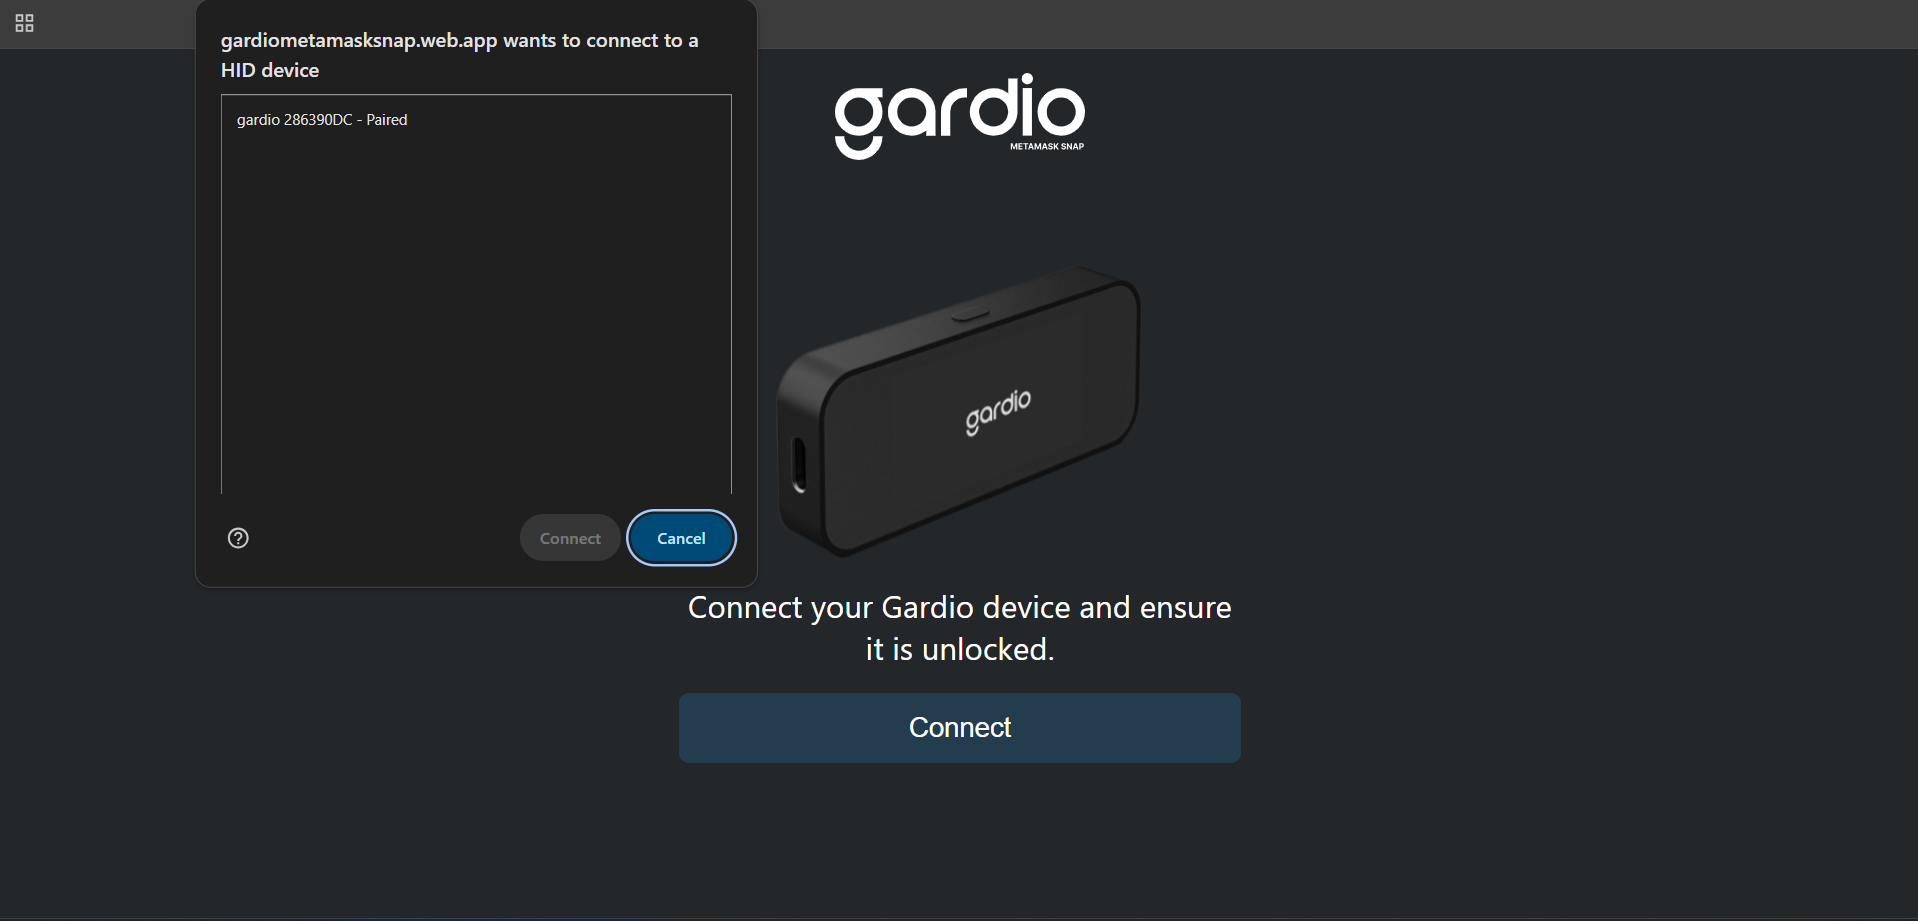 gardiometamasksnap.web.app wants to connect to a
HID device
gardio 286390DC - Paired
Connect
Cancel
gardio
METAMASK SNAP
gardio
Connect your Gardio device and ensure
it is unlocked.
Connect